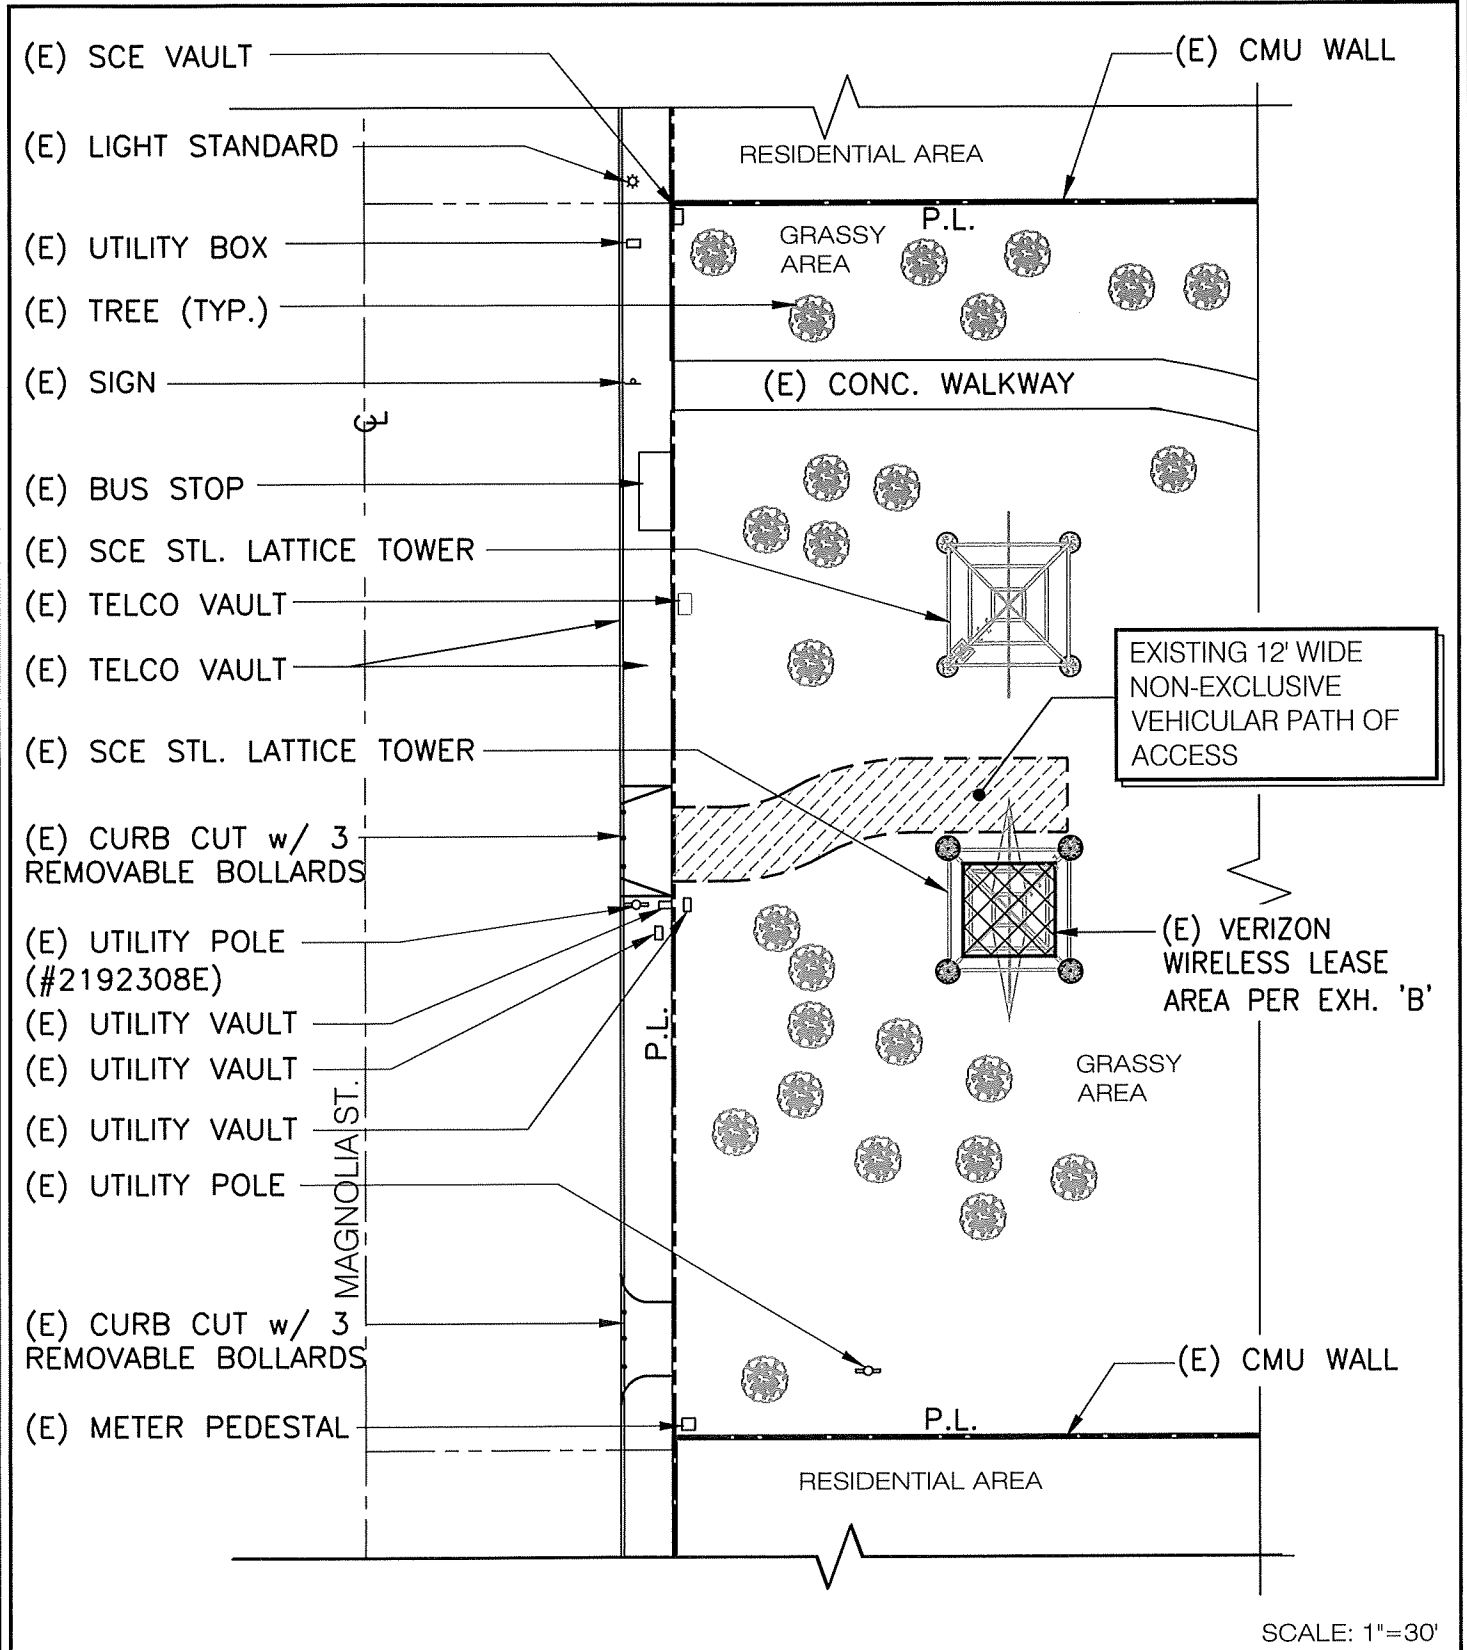 (E) SCE VAULT
(E) CMU WALL
(E) LIGHT STANDARD
RESIDENTIAL AREA
P.L.
(E) UTILITY BOX
GRASSY
AREA
(E) TREE (TYP.)
(E) SIGN
(E) CONC. WALKWAY
℄
(E) BUS STOP
(E) SCE STL. LATTICE TOWER
(E) TELCO VAULT
(E) TELCO VAULT
EXISTING 12' WIDE
NON-EXCLUSIVE
VEHICULAR PATH OF
ACCESS
(E) SCE STL. LATTICE TOWER
(E) CURB CUT w/ 3
REMOVABLE BOLLARDS
(E) UTILITY POLE
(#2192308E)
(E) VERIZON
WIRELESS LEASE
AREA PER EXH. 'B'
(E) UTILITY VAULT
P.L.
(E) UTILITY VAULT
GRASSY
AREA
(E) UTILITY VAULT
MAGNOLIA ST.
(E) UTILITY POLE
(E) CURB CUT w/ 3
REMOVABLE BOLLARDS
(E) CMU WALL
(E) METER PEDESTAL
P.L.
RESIDENTIAL AREA
SCALE: 1"=30'